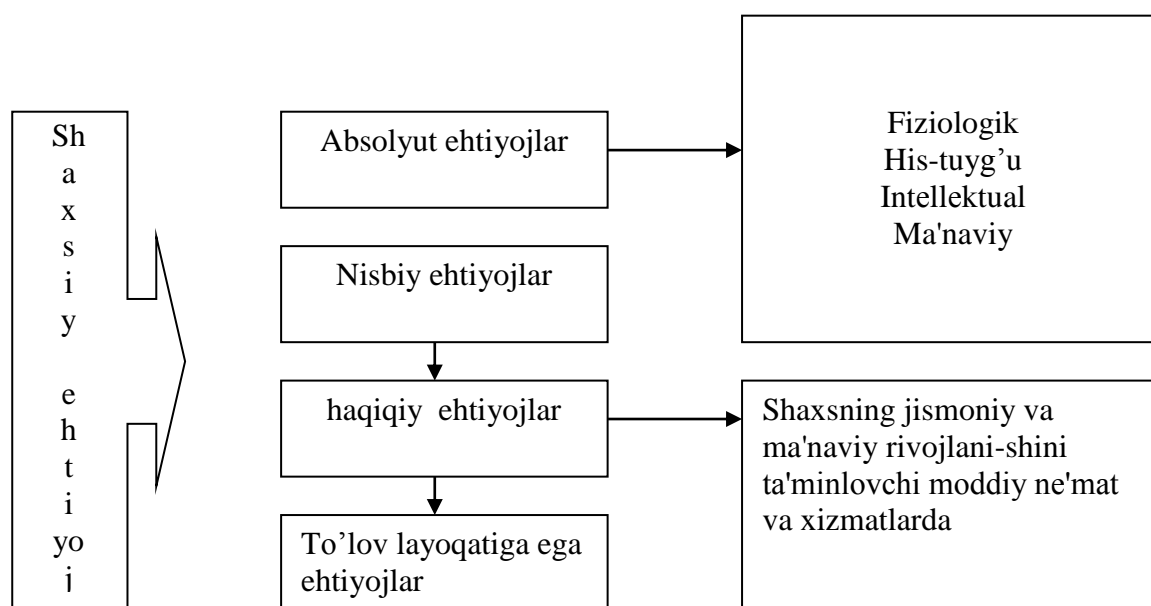 Sh
a
x
s
i
y
e
h
t
i
yo
j
Absolyut ehtiyojlar
Nisbiy ehtiyojlar
haqiqiy ehtiyojlar
To’lov layoqatiga ega
ehtiyojlar
Fiziologik
His-tuyg’u
Intellektual
Ma'naviy
Shaxsning jismoniy va
ma'naviy rivojlani-shini
ta'minlovchi moddiy ne'mat
va xizmatlarda